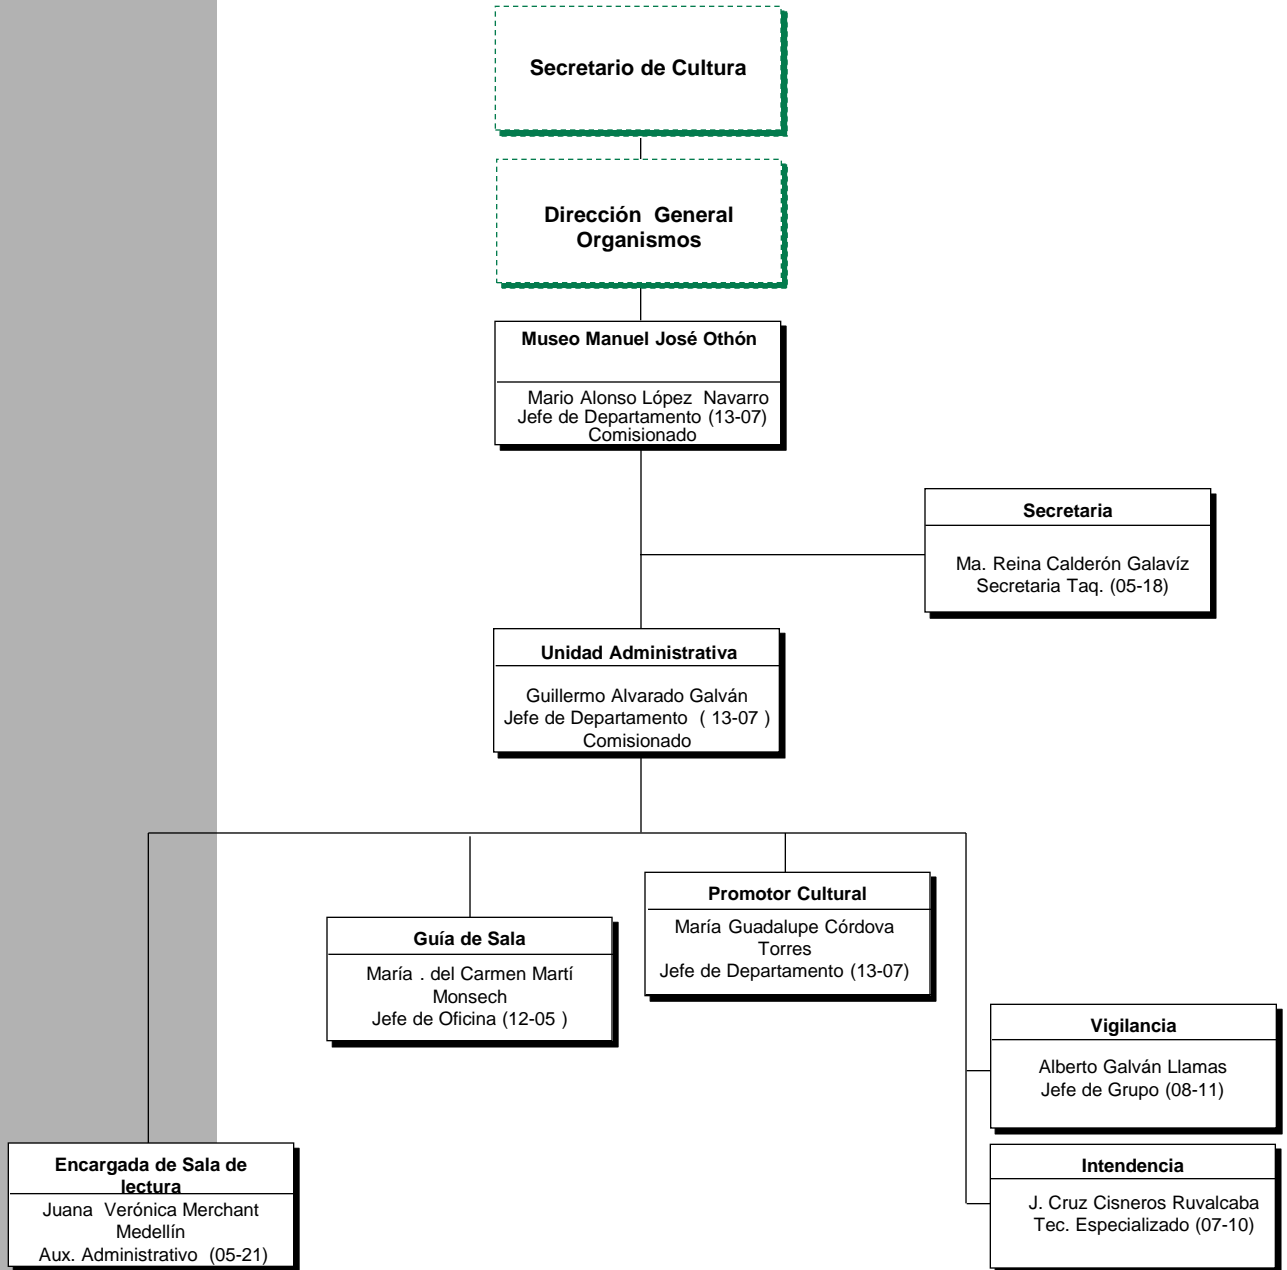 Secretario de Cultura
Dirección General
Organismos
Museo Manuel José Othón
Mario Alonso López Navarro
Jefe de Departamento (13-07)
Comisionado
Secretaria
Ma. Reina Calderón Galavíz
Secretaria Taq. (05-18)
Unidad Administrativa
Guillermo Alvarado Galván
Jefe de Departamento ( 13-07 )
Comisionado
Promotor Cultural
María Guadalupe Córdova
Torres
Jefe de Departamento (13-07)
Guía de Sala
María . del Carmen Martí
Monsech
Jefe de Oficina (12-05 )
Vigilancia
Alberto Galván Llamas
Jefe de Grupo (08-11)
Encargada de Sala de
lectura
Juana Verónica Merchant
Medellín
Aux. Administrativo (05-21)
Intendencia
J. Cruz Cisneros Ruvalcaba
Tec. Especializado (07-10)